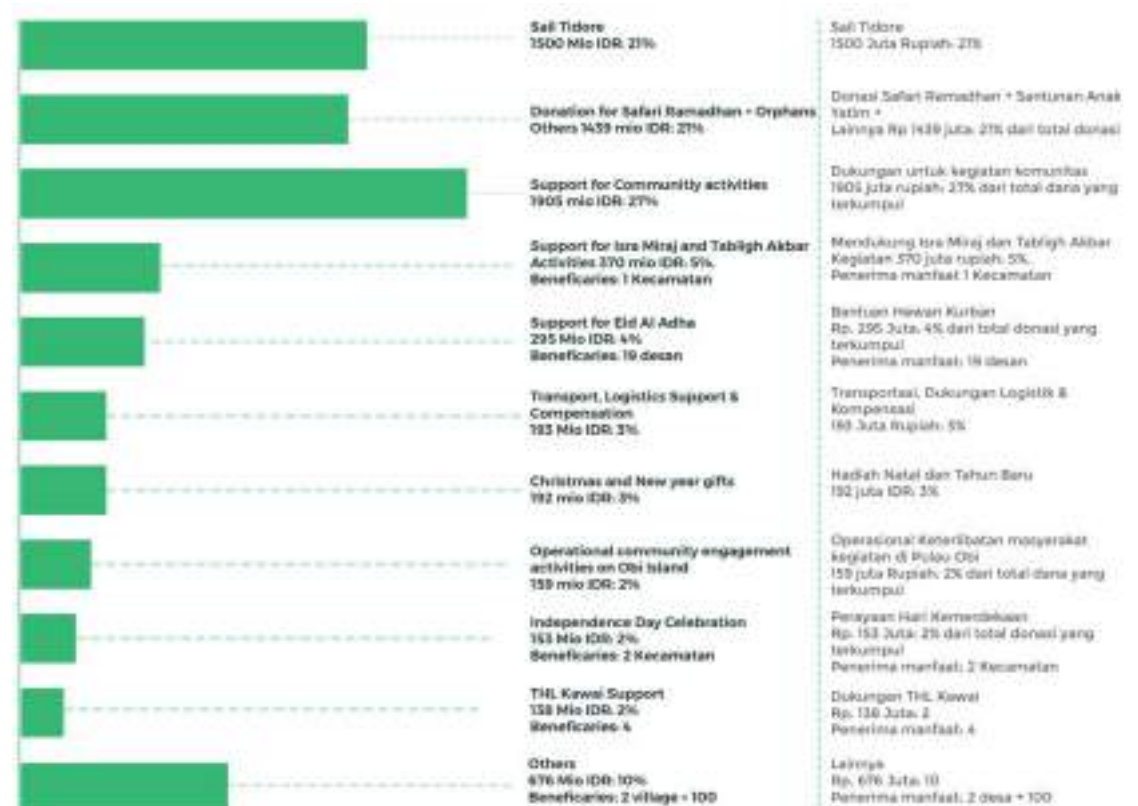 Sail Tidore
1500 Mio IDR: 21%
Donation for Safari Ramadhan + Orphans
Others 1439 mio IDR: 21%
Support for Communitiy activities
1905 mio IDR: 27%
Support for Isra Miraj and Tabligh Akbar
Activities 370 mio IDR: 5%.
Beneficaries: 1 Kecamatan
Support for Eid Al Adha
295 Mio IDR: 4%
Beneficaries: 19 desan
Transport, Logistics Support &
Compensation
193 Mio IDR: 3%
Christmas and New year gifts
192 mio IDR: 3%
Operational community engagement
activities on Obi Island
159 mio IDR: 2%
Independence Day Celebration
153 Mio IDR: 2%
Beneficaries: 2 Kecamatan
THL Kawai Support
138 Mio IDR: 2%
Beneficaries: 4
Others
676 Mio IDR: 10%
Beneficaries: 2 village + 100
Sail Tidore
1500 Juta Rupiah: 21%
Donasi Safari Ramadhan + Santunan Anak
Yatim +
Lainnya Rp 1439 juta: 21% dari total donasi
Dukungan untuk kegiatan komunitas
1905 juta rupiah: 27% dari total dana yang
terkumpul
Mendukung Isra Miraj dan Tabligh Akbar
Kegiatan 370 juta rupiah: 5%.
Penerima manfaat 1 Kecamatan
Bantuan Hewan Kurban
Rp. 295 Juta: 4% dari total donasi yang
terkumpul
Penerima manfaat: 19 desan
Transportasi, Dukungan Logistik &
Kompensasi
193 Juta Rupiah: 3%
Hadiah Natal dan Tahun Baru
192 juta IDR: 3%
Operasional Keterlibatan masyarakat
kegiatan di Pulau Obi
159 juta Rupiah: 2% dari total dana yang
terkumpul
Perayaan Hari Kemerdekaan
Rp. 153 Juta: 2% dari total donasi yang
terkumpul
Penerima manfaat: 2 Kecamatan
Dukungan THL Kawai
Rp. 138 Juta: 2
Penerima manfaat: 4
Lainnya
Rp. 676 Juta: 10
Penerima manfaat: 2 desa + 100